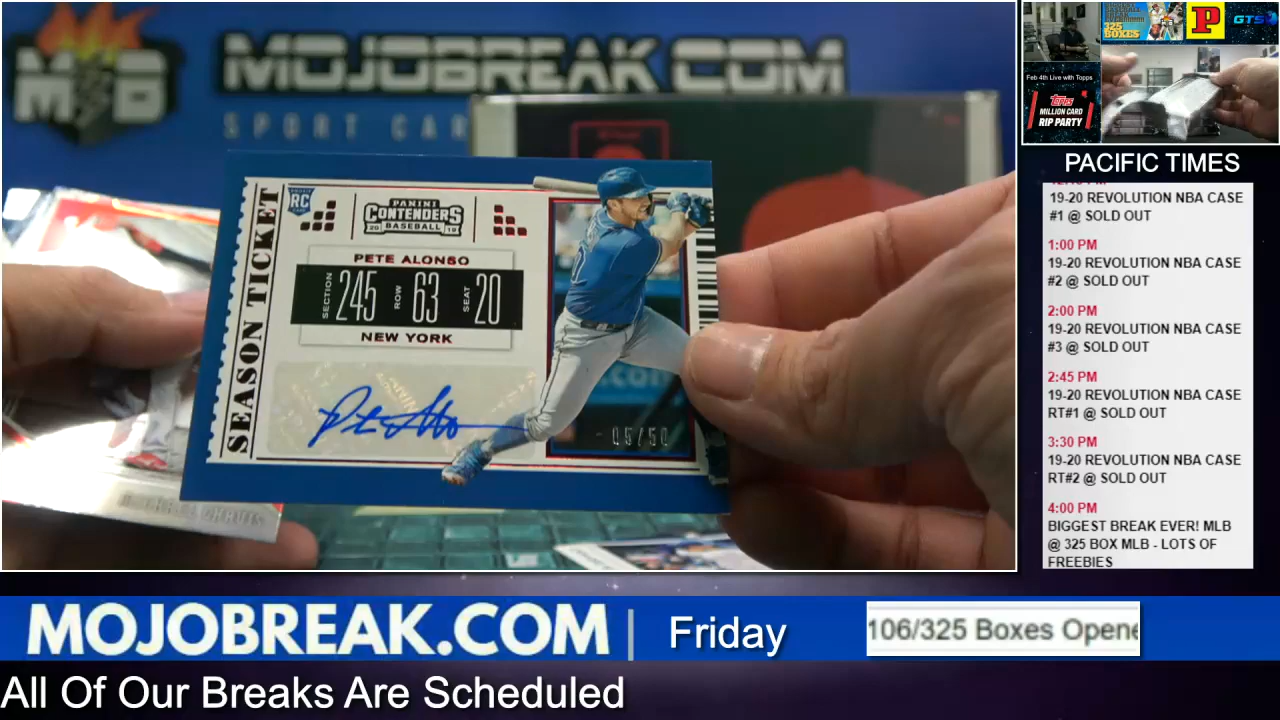 MOJOBREAK.COM
SPORT CAR
SEASON TICKET
ROOKIE
RC
PANINI
CONTENDERS
2019
BASEBALL
PETE ALONSO
SECTION 245 ROW 63 SEAT 20
NEW YORK
05/50
325
BOXES
P
GTS
Feb 4th Live with Topps
Topps
MILLION CARD
RIP PARTY
PACIFIC TIMES
19-20 REVOLUTION NBA CASE
#1 @ SOLD OUT
1:00 PM
19-20 REVOLUTION NBA CASE
#2 @ SOLD OUT
2:00 PM
19-20 REVOLUTION NBA CASE
#3 @ SOLD OUT
2:45 PM
19-20 REVOLUTION NBA CASE
RT#1 @ SOLD OUT
3:30 PM
19-20 REVOLUTION NBA CASE
RT#2 @ SOLD OUT
4:00 PM
BIGGEST BREAK EVER! MLB
@ 325 BOX MLB - LOTS OF
FREEBIES
MOJOBREAK.COM
Friday
106/325 Boxes Opene
All Of Our Breaks Are Scheduled